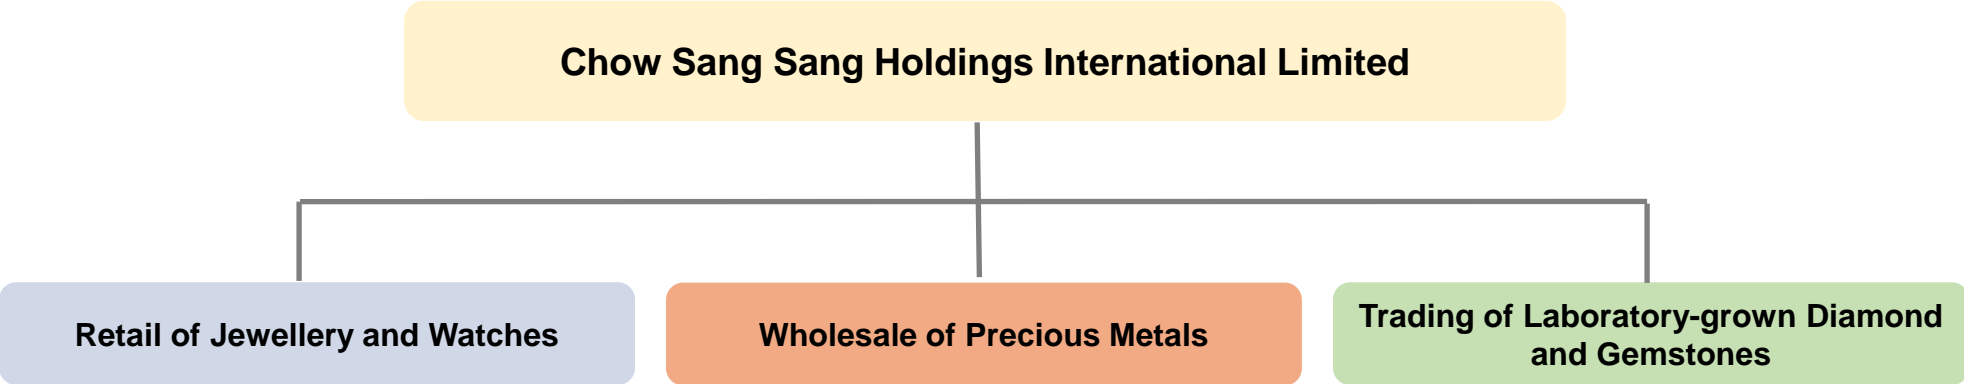 Chow Sang Sang Holdings International Limited
Retail of Jewellery and Watches
Wholesale of Precious Metals
Trading of Laboratory-grown Diamond
and Gemstones